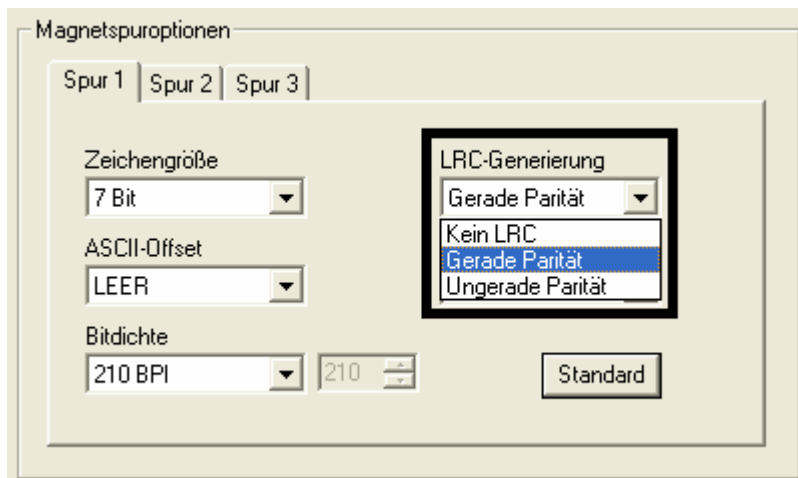 Magnetspuroptionen
Spur 1 Spur 2 Spur 3
Zeichengröße
7 Bit
ASCII-Offset
LEER
Bitdichte
210 BPI 210
LRC-Generierung
Gerade Parität
Kein LRC
Gerade Parität
Ungerade Parität
Standard